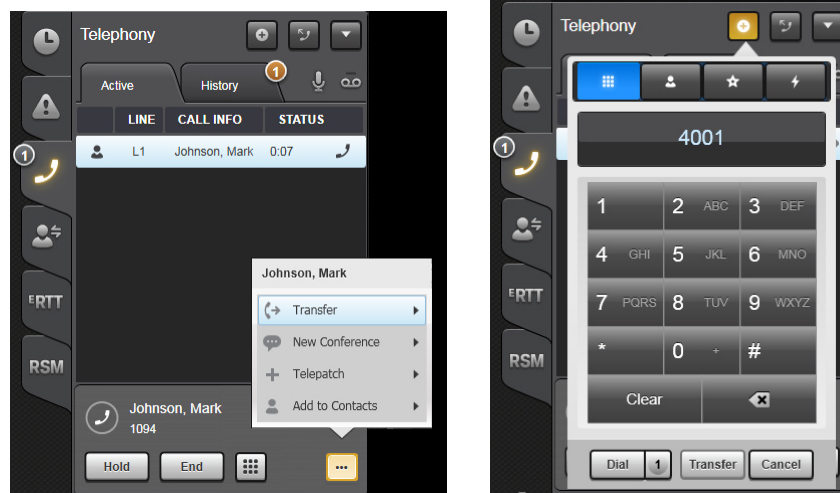 Telephony
Active
History
1
LINE CALL INFO STATUS
1
L1 Johnson, Mark 0:07
Johnson, Mark
Transfer
New Conference
Telepatch
Add to Contacts
ERTT
RSM
Johnson, Mark
1094
Hold End
Telephony
4001
1
1 2 ABC 3 DEF
4 GHI 5 JKL 6 MNO
7 PQRS 8 TUV 9 WXYZ
* 0 + #
Clear
ERTT
RSM
Dial 1 Transfer Cancel